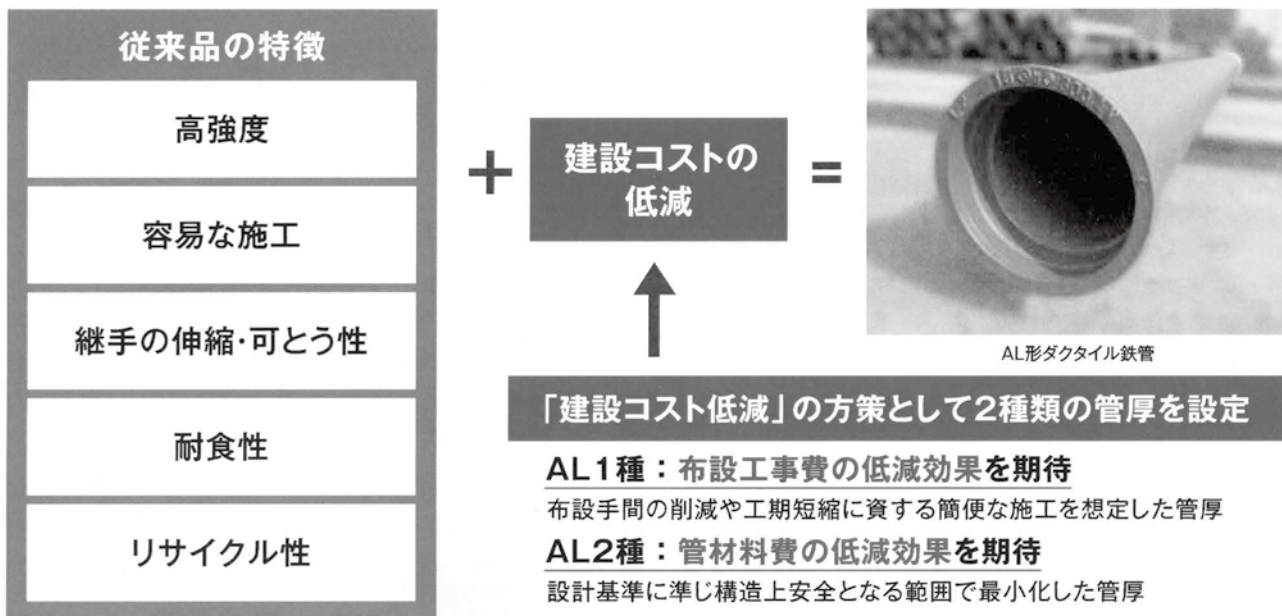 従来品の特徴
高強度
容易な施工
継手の伸縮・可とう性
耐食性
リサイクル性
+
建設コストの
低減
=
AL形ダクタイル鉄管
「建設コスト低減」の方策として2種類の管厚を設定
AL1種：布設工事費の低減効果を期待
布設手間の削減や工期短縮に資する簡便な施工を想定した管厚
AL2種：管材料費の低減効果を期待
設計基準に準じ構造上安全となる範囲で最小化した管厚